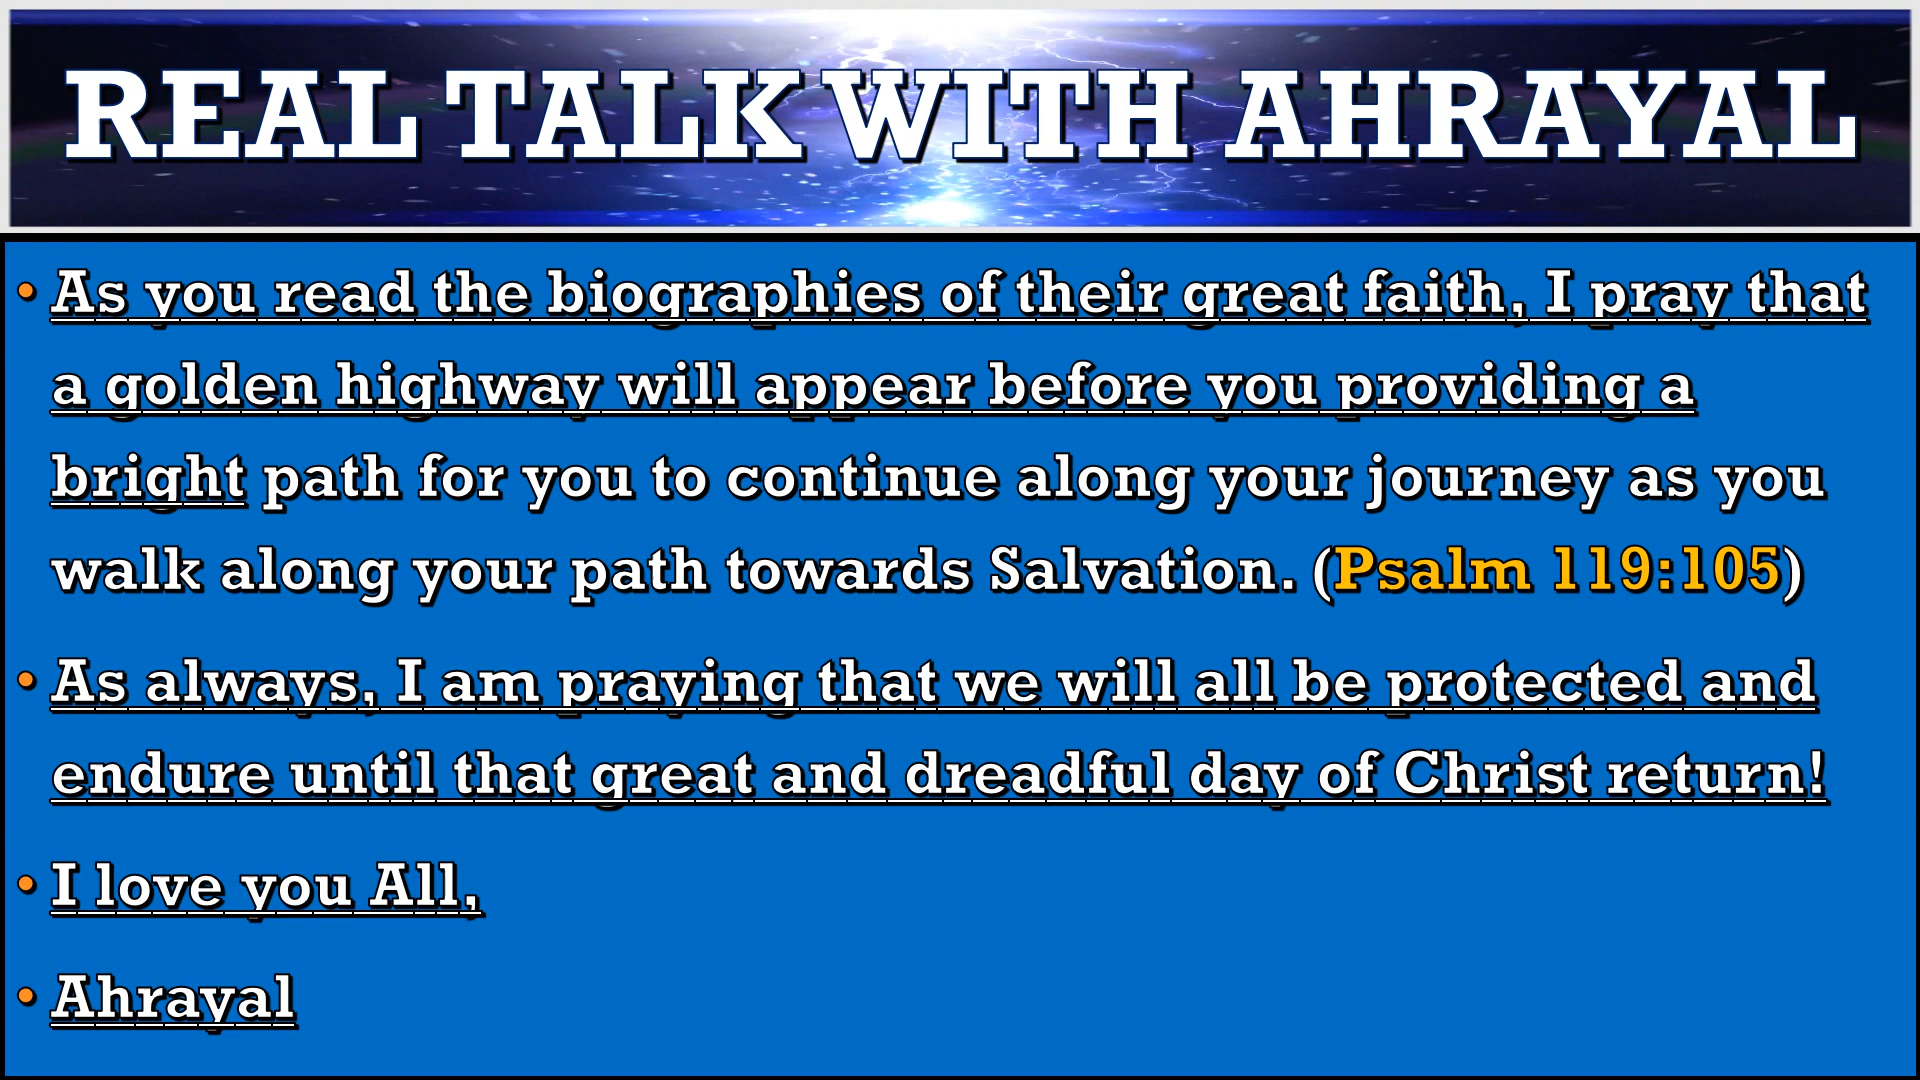 REAL TALK WITH AHRAYAL
• As you read the biographies of their great faith, I pray that
a golden highway will appear before you providing a
bright path for you to continue along your journey as you
walk along your path towards Salvation. (Psalm 119:105)
• As always, I am praying that we will all be protected and
endure until that great and dreadful day of Christ return!
• I love you All,
• Ahrayal